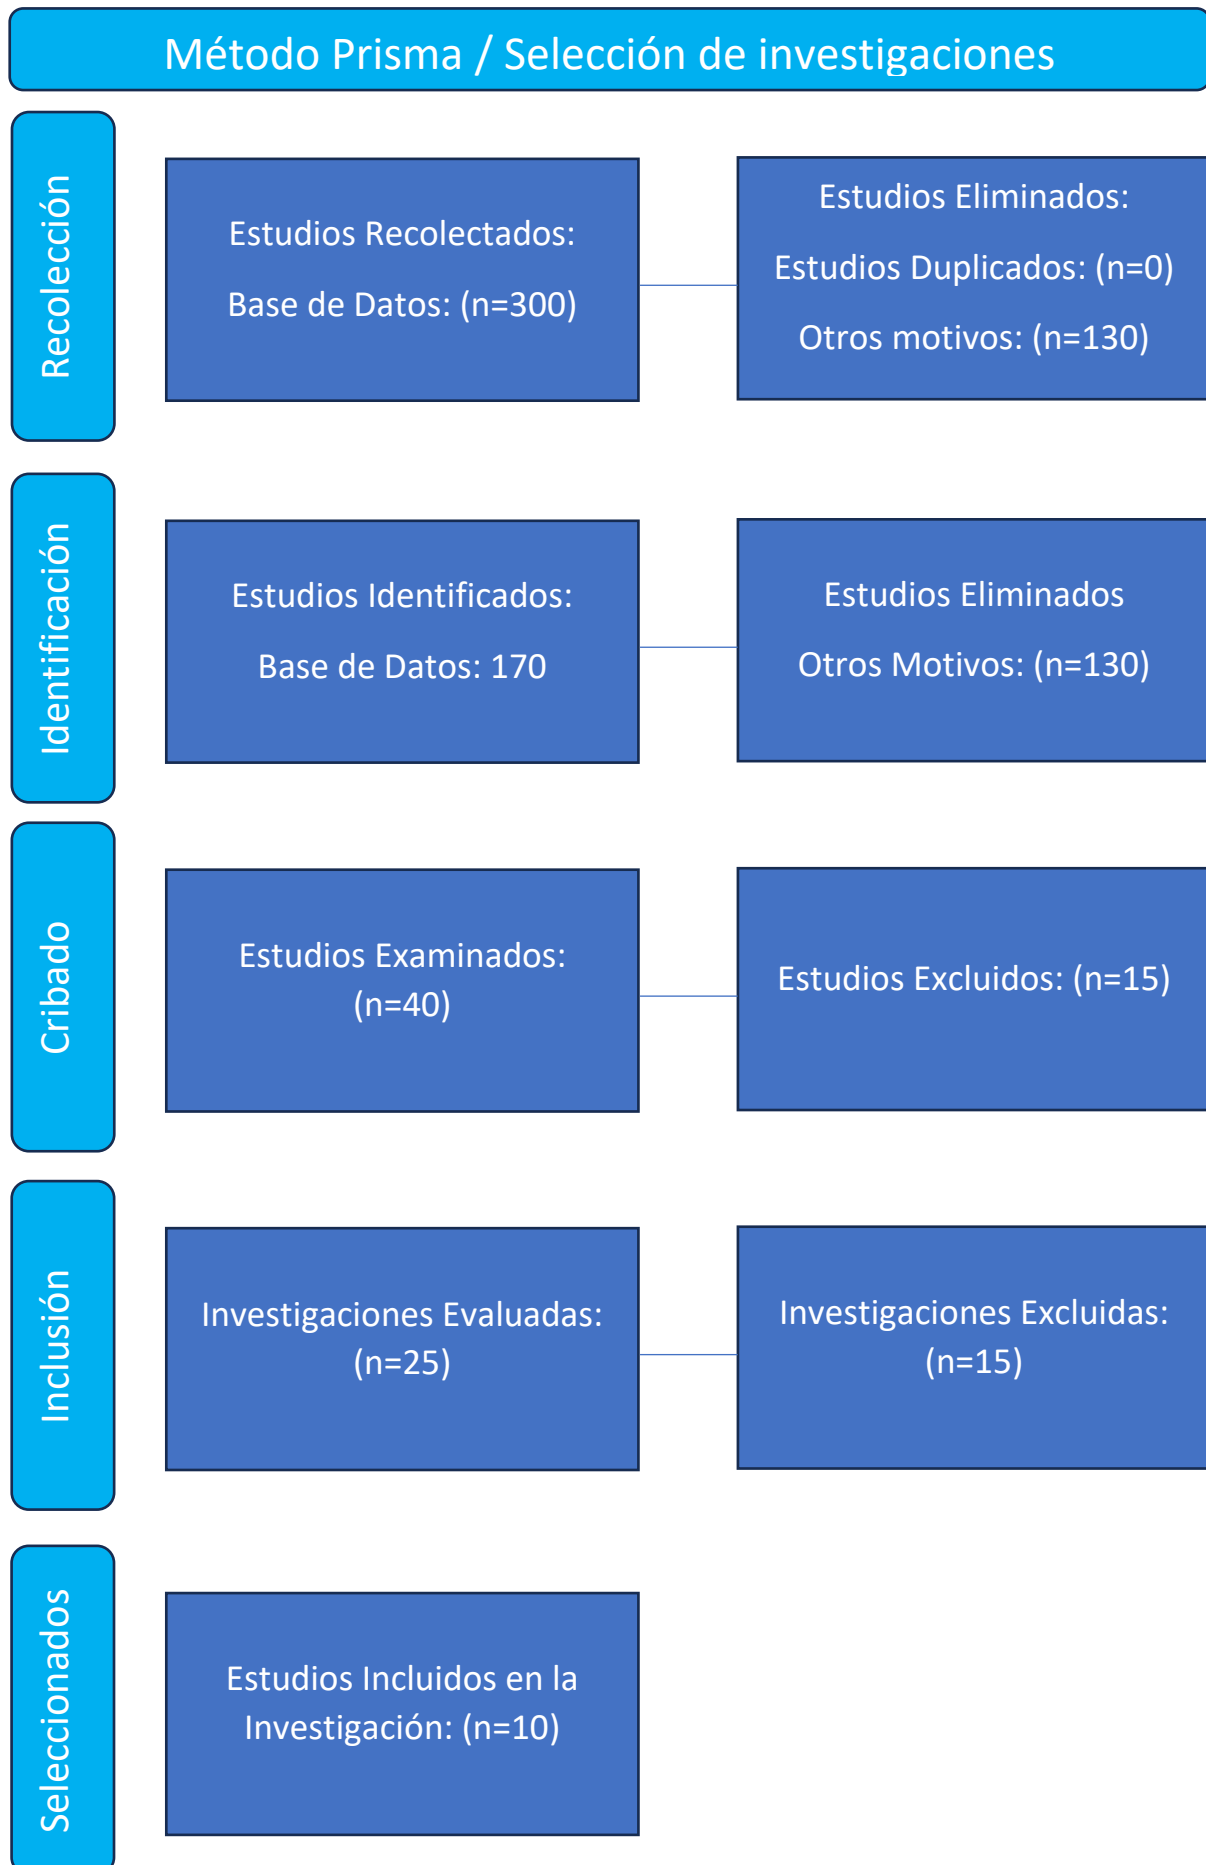 Método Prisma / Selección de investigaciones
Recolección
Estudios Recolectados:
Base de Datos: (n=300)
Estudios Eliminados:
Estudios Duplicados: (n=0)
Otros motivos: (n=130)
Identificación
Estudios Identificados:
Base de Datos: 170
Estudios Eliminados
Otros Motivos: (n=130)
Cribado
Estudios Examinados:
(n=40)
Estudios Excluidos: (n=15)
Inclusión
Investigaciones Evaluadas:
(n=25)
Investigaciones Excluidas:
(n=15)
Seleccionados
Estudios Incluidos en la
Investigación: (n=10)